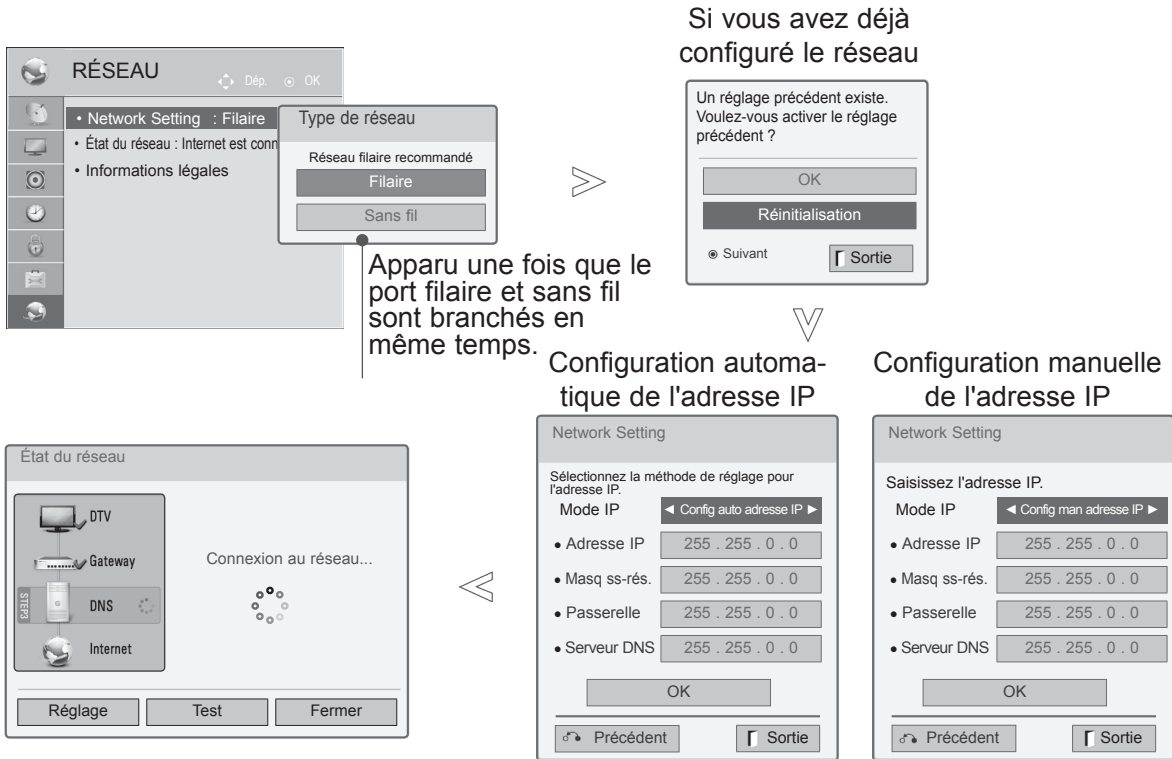 RÉSEAU
Dép. OK
• Network Setting : Filaire
• État du réseau : Internet est conn
• Informations légales
Type de réseau
Réseau filaire recommandé
Filaire
Sans fil
Apparu une fois que le
port filaire et sans fil
sont branchés en
même temps.
Si vous avez déjà
configuré le réseau
Un réglage précédent existe.
Voulez-vous activer le réglage
précédent ?
OK
Réinitialisation
Suivant
Sortie
Configuration automa-
tique de l'adresse IP
Network Setting
Sélectionnez la méthode de réglage pour
l'adresse IP.
Mode IP ◄ Config auto adresse IP ►
• Adresse IP 255 . 255 . 0 . 0
• Masq ss-rés. 255 . 255 . 0 . 0
• Passerelle 255 . 255 . 0 . 0
• Serveur DNS 255 . 255 . 0 . 0
OK
Précédent Sortie
Configuration manuelle
de l'adresse IP
Network Setting
Saisissez l'adresse IP.
Mode IP ◄ Config man adresse IP ►
• Adresse IP 255 . 255 . 0 . 0
• Masq ss-rés. 255 . 255 . 0 . 0
• Passerelle 255 . 255 . 0 . 0
• Serveur DNS 255 . 255 . 0 . 0
OK
Précédent Sortie
État du réseau
DTV
Gateway
STEP3
DNS
Internet
Connexion au réseau...
Réglage Test Fermer